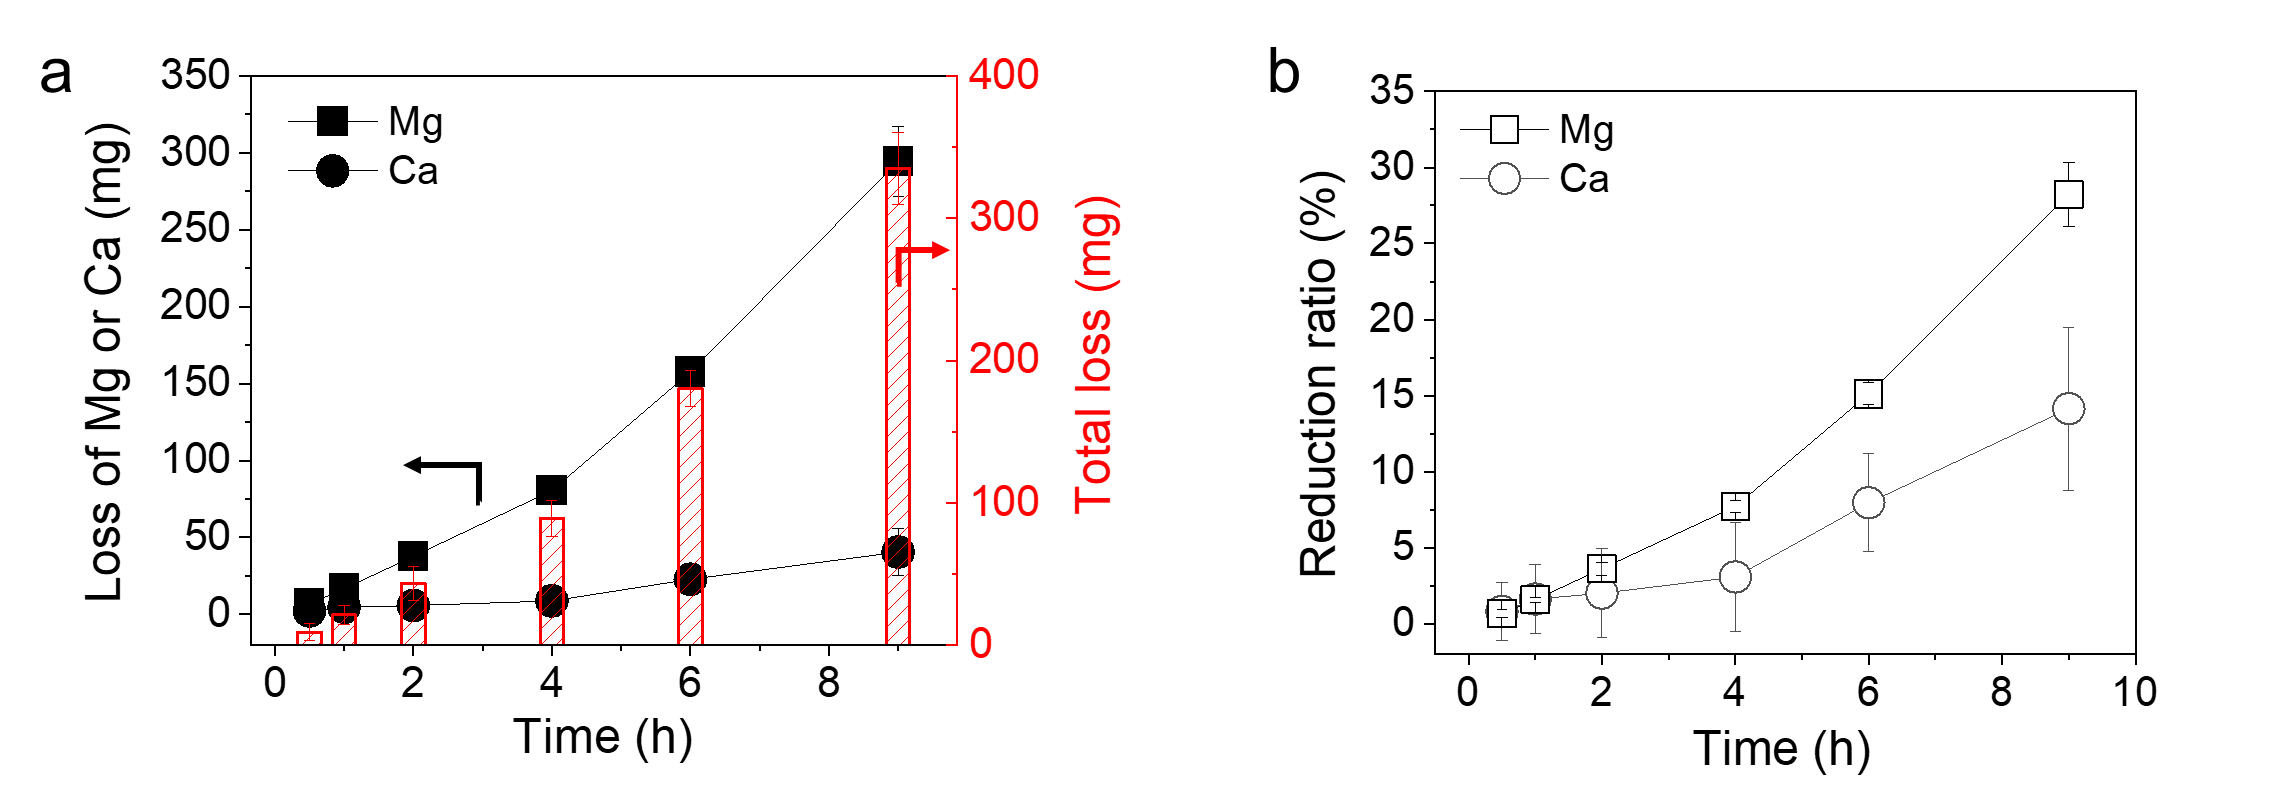 a
350
300
250
200
150
100
50
0
Loss of Mg or Ca (mg)
Mg
Ca
400
300
200
100
0
Total loss (mg)
0 2 4 6 8
Time (h)
b
35
30
25
20
15
10
5
0
Reduction ratio (%)
Mg
Ca
0 2 4 6 8 10
Time (h)